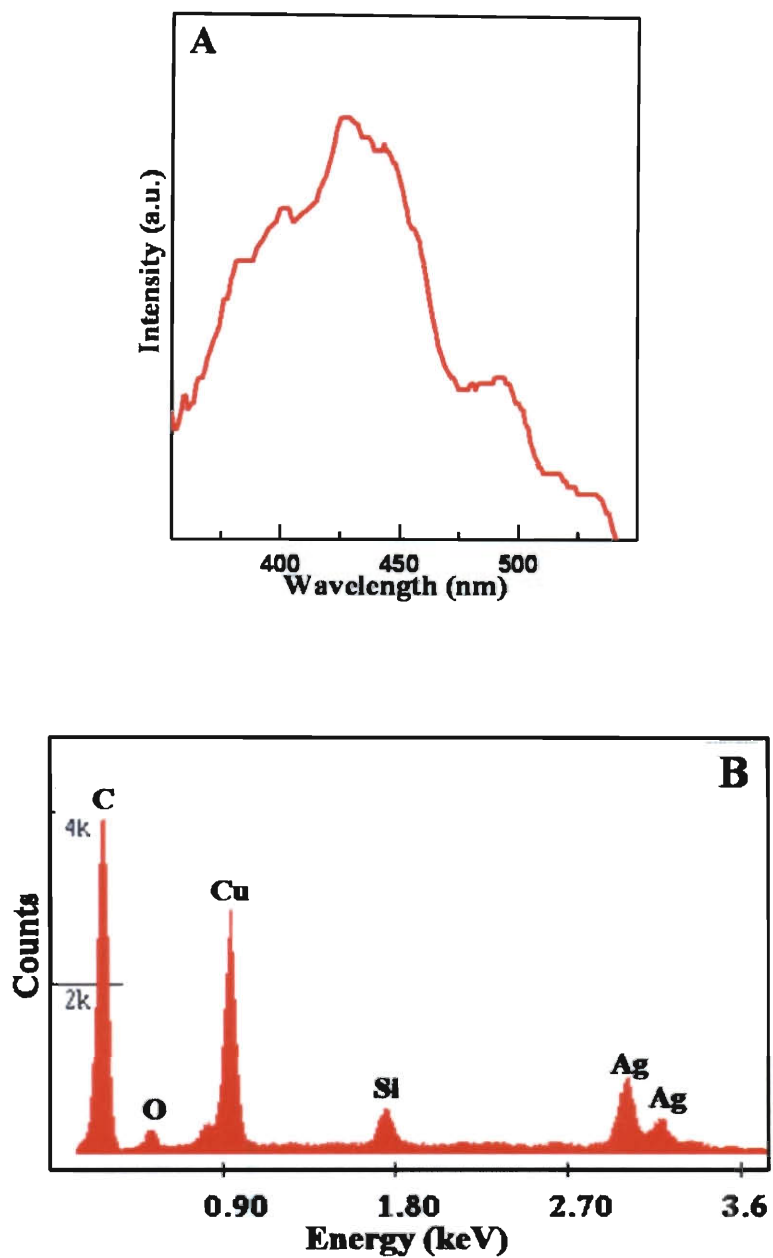 A
Intensity (a.u.)
400 450 500
Wavelength (nm)
B
C
4k
Cu
Counts
2k
O
Si
Ag
Ag
0.90 1.80 2.70 3.6
Energy (keV)